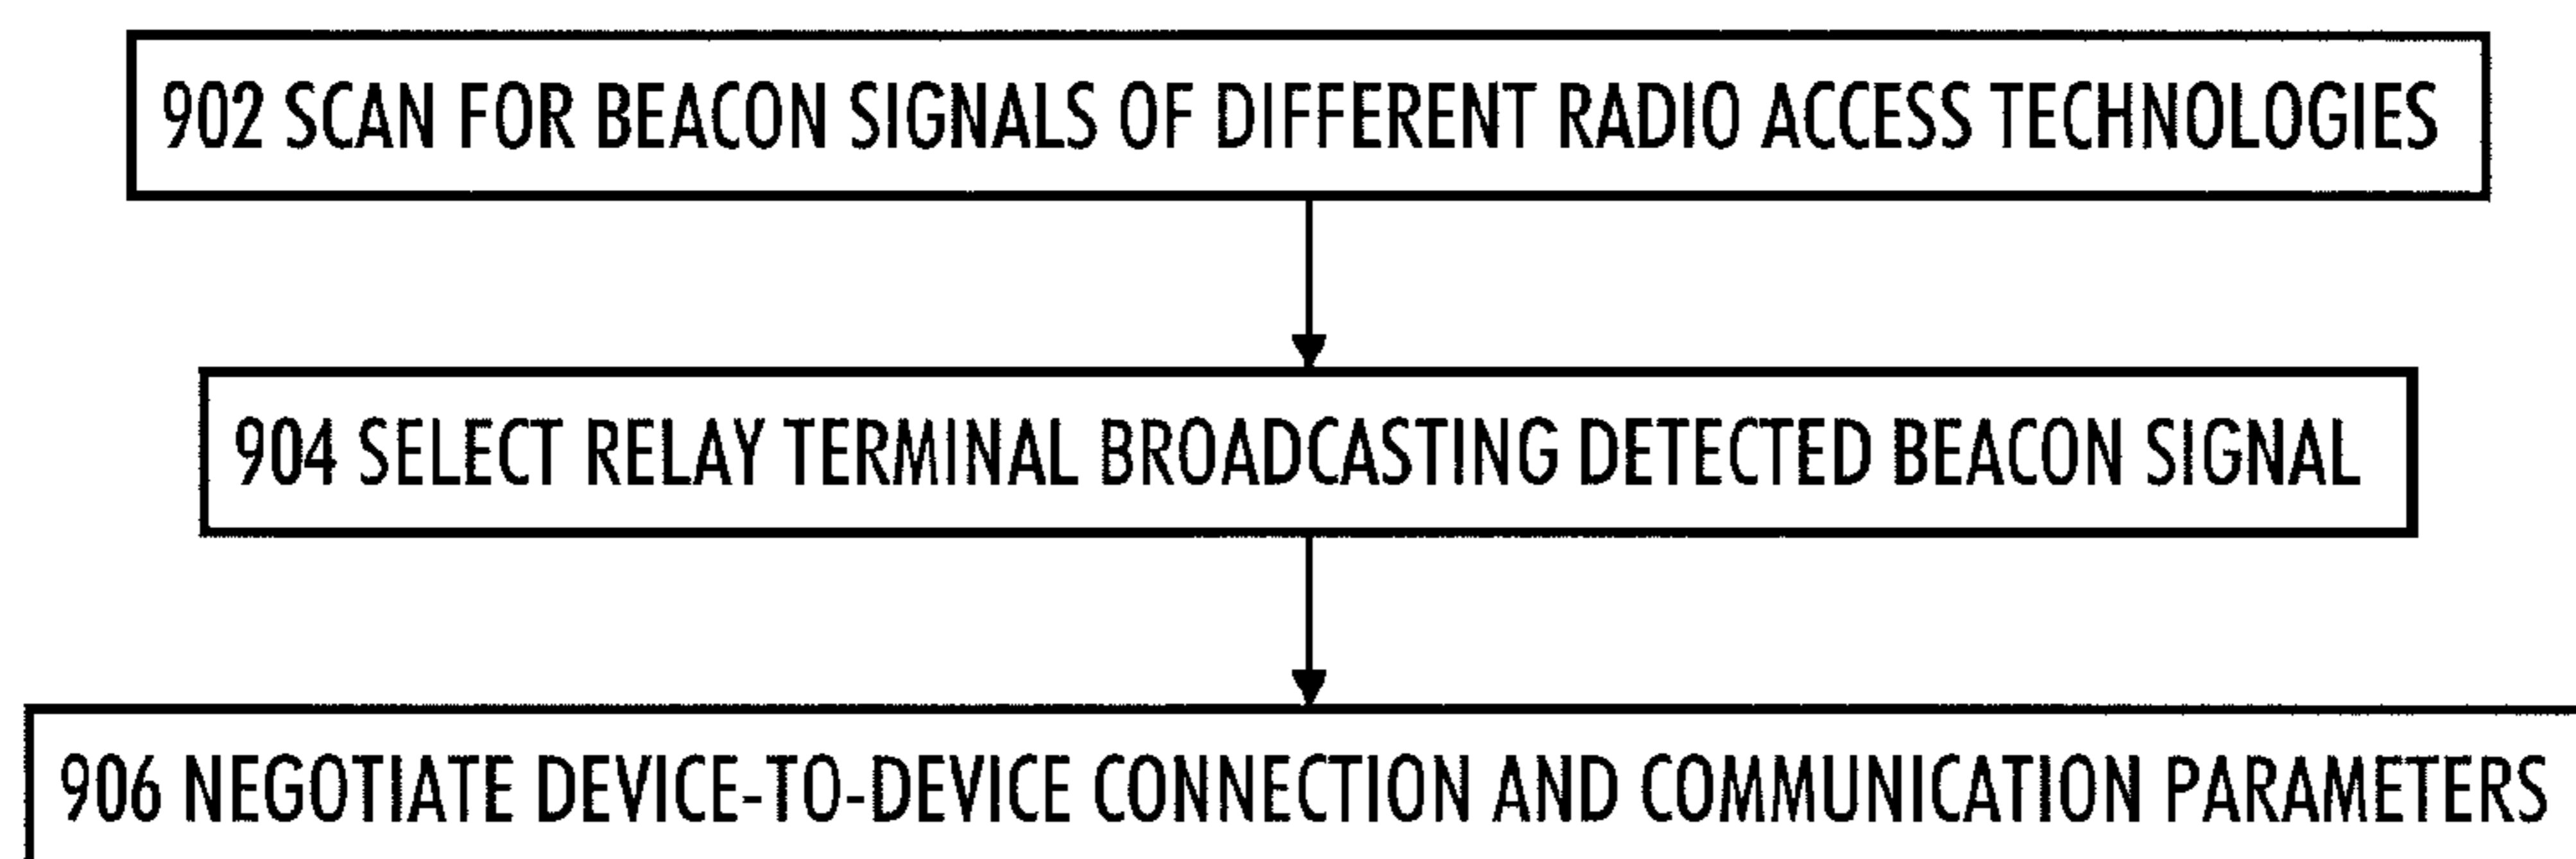 902 SCAN FOR BEACON SIGNALS OF DIFFERENT RADIO ACCESS TECHNOLOGIES
904 SELECT RELAY TERMINAL BROADCASTING DETECTED BEACON SIGNAL
906 NEGOTIATE DEVICE-TO-DEVICE CONNECTION AND COMMUNICATION PARAMETERS